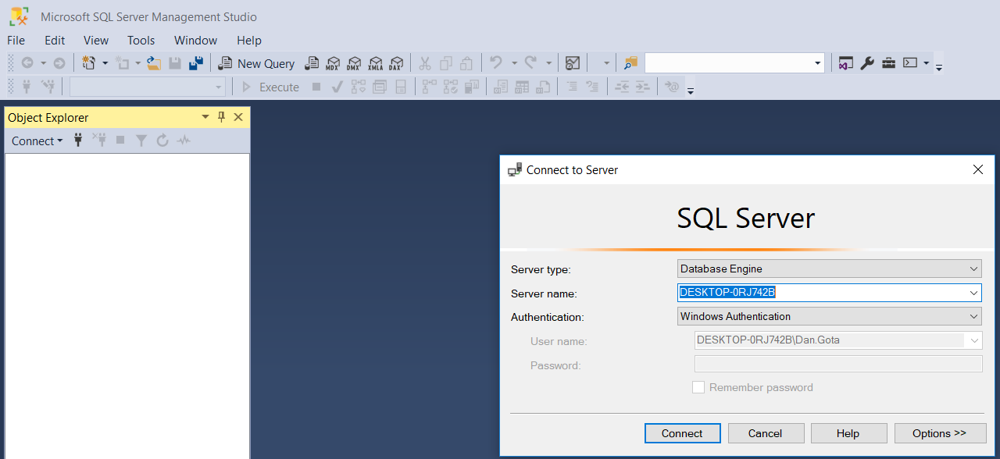 Microsoft SQL Server Management Studio
File Edit View Tools Window Help
New Query MDX DMX XMLA DAX
Execute
Object Explorer
Connect
Connect to Server
SQL Server
Server type: Database Engine
Server name: DESKTOP-0RJ742B
Authentication: Windows Authentication
User name: DESKTOP-0RJ742B\Dan.Gota
Password:
Remember password
Connect Cancel Help Options >>